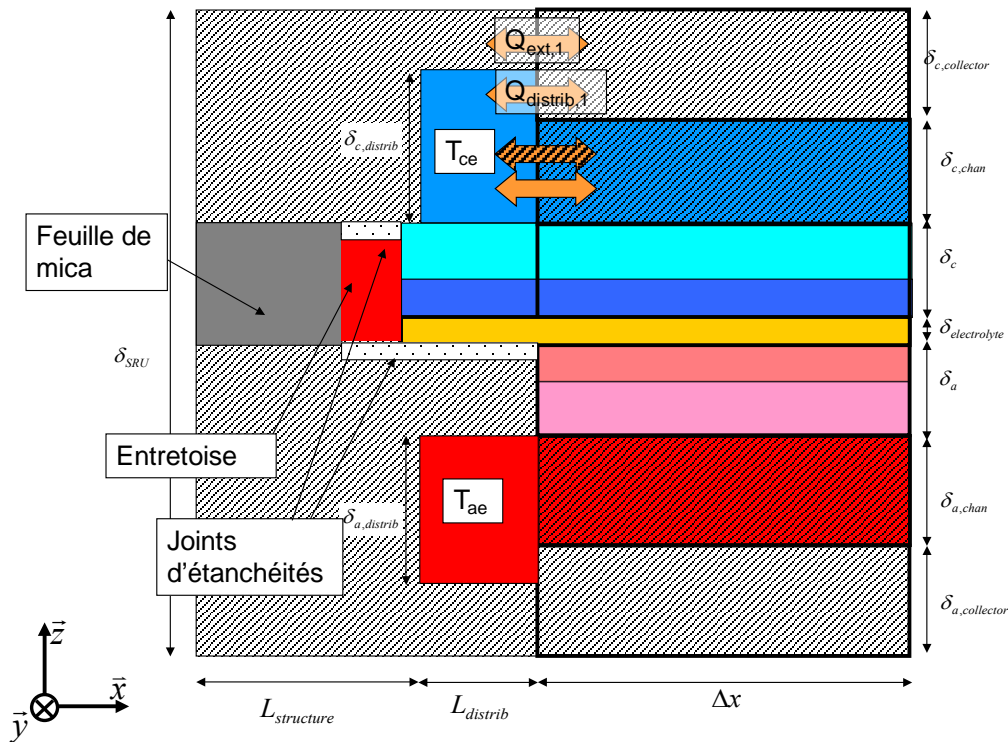 Q_ext,1
δ_c,collector
Q_distrib,1
δ_c,distrib
T_ce
δ_c,chan
Feuille de
mica
δ_c
δ_electrolyte
δ_SRU
δ_a
Entretoise
T_ae
δ_a,distrib
δ_a,chan
Joints
d'étanchéités
δ_a,collector
z
x
y
L_structure
L_distrib
Δx